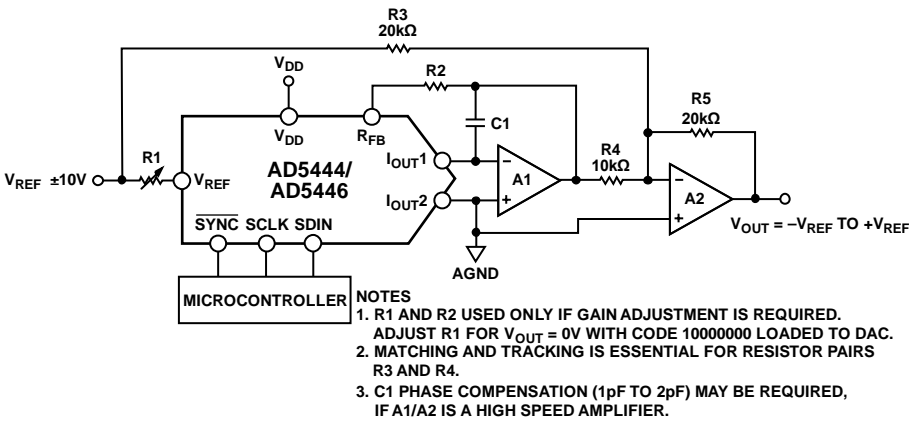 R3
20kΩ
VDD
R2
R5
20kΩ
VDD
RFB
C1
R1
AD5444/
AD5446
IOUT1
R4
10kΩ
VREF ±10V
VREF
A1
–
+
IOUT2
A2
–
+
SYNC SCLK SDIN
VOUT = –VREF TO +VREF
AGND
MICROCONTROLLER
NOTES
1. R1 AND R2 USED ONLY IF GAIN ADJUSTMENT IS REQUIRED.
ADJUST R1 FOR VOUT = 0V WITH CODE 10000000 LOADED TO DAC.
2. MATCHING AND TRACKING IS ESSENTIAL FOR RESISTOR PAIRS
R3 AND R4.
3. C1 PHASE COMPENSATION (1pF TO 2pF) MAY BE REQUIRED,
IF A1/A2 IS A HIGH SPEED AMPLIFIER.